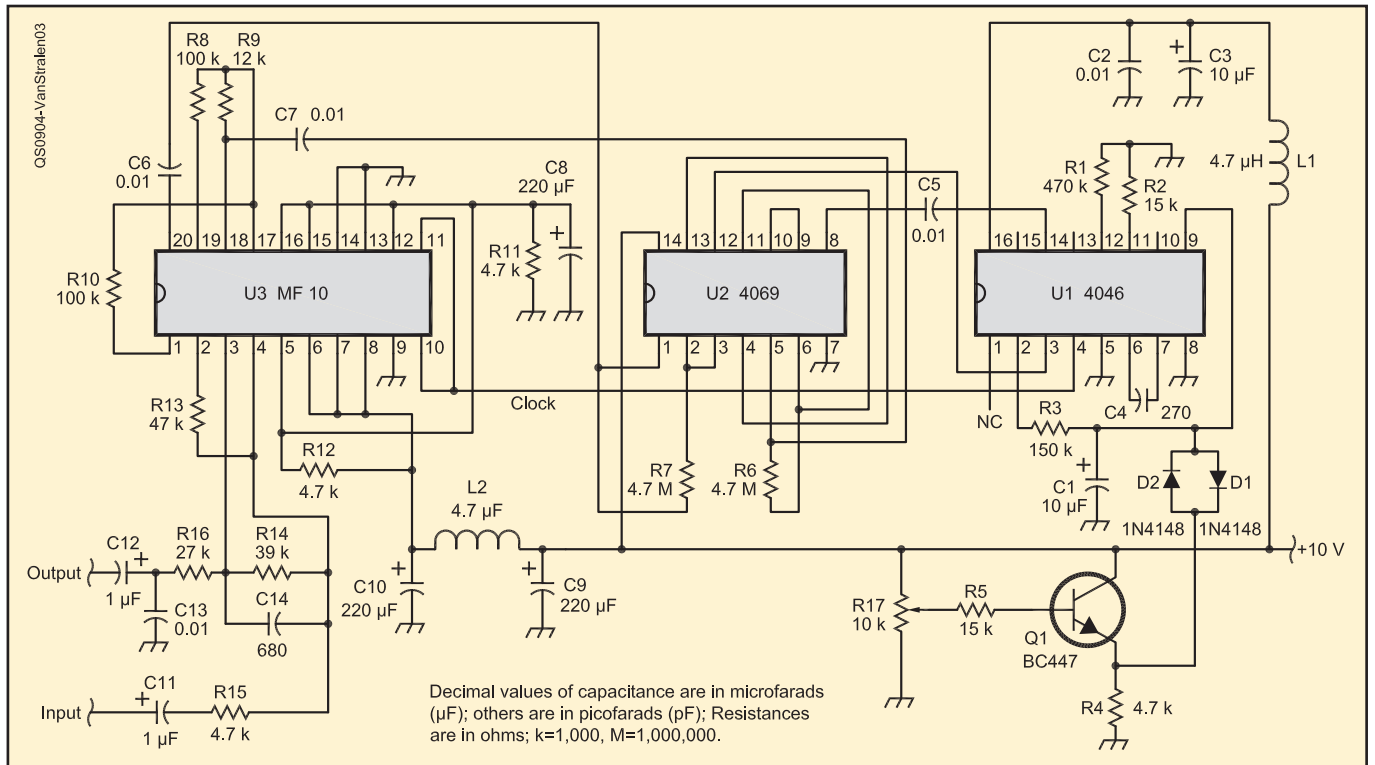 QS0904-VanStralen03
R8
100 k
R9
12 k
C7 0.01
C6
0.01
C8
220 µF
+
R11
4.7 k
R10
100 k
20 19 18 17 16 15 14 13 12 11
U3 MF 10
1 2 3 4 5 6 7 8 9 10
R13
47 k
R12
4.7 k
Clock
L2
4.7 µF
C12
+
1 µF
R16
27 k
R14
39 k
Output
C13
0.01
C14
680
C11
+
1 µF
R15
4.7 k
Input
+
C10
220 µF
+
C9
220 µF
14 13 12 11 10 9 8
U2 4069
1 2 3 4 5 6 7
R7
4.7 M
R6
4.7 M
C5
0.01
C2
0.01
+
C3
10 µF
R1
470 k
R2
15 k
4.7 µH
L1
16 15 14 13 12 11 10 9
U1 4046
1 2 3 4 5 6 7 8
NC
R3
150 k
C4
270
+
C1
10 µF
D2
D1
1N4148
1N4148
+10 V
R17
10 k
R5
15 k
Q1
BC447
R4
4.7 k
Decimal values of capacitance are in microfarads
(µF); others are in picofarads (pF); Resistances
are in ohms; k=1,000, M=1,000,000.